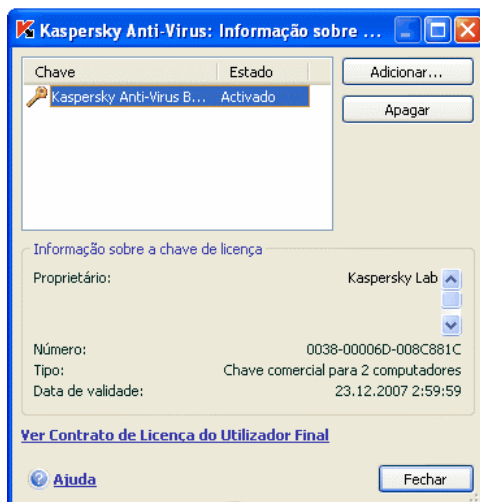 Kaspersky Anti-Virus: Informação sobre ...
Chave Estado
Kaspersky Anti-Virus B... Activado
Adicionar...
Apagar
Informação sobre a chave de licença
Proprietário: Kaspersky Lab
Número: 0038-00006D-008C881C
Tipo: Chave comercial para 2 computadores
Data de validade: 23.12.2007 2:59:59
Ver Contrato de Licença do Utilizador Final
Ajuda
Fechar